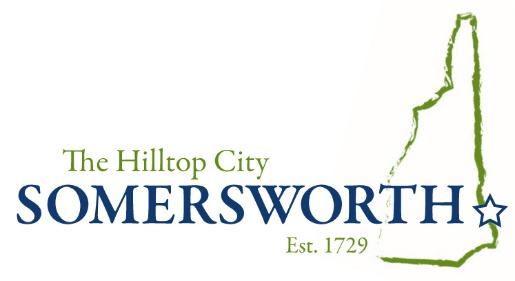 The Hilltop City
SOMERSWORTH
Est. 1729